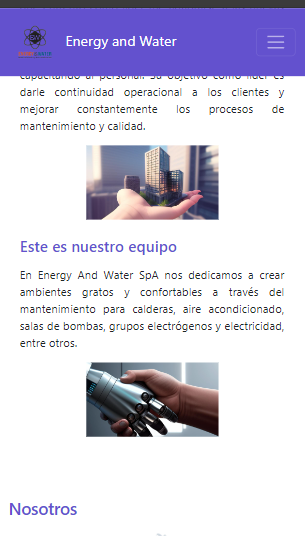 Energy and Water
capacitando al personal. Su objetivo como líder es
darle continuidad operacional a los clientes y
mejorar constantemente los procesos de
mantenimiento y calidad.
Este es nuestro equipo
En Energy And Water SpA nos dedicamos a crear
ambientes gratos y confortables a través del
mantenimiento para calderas, aire acondicionado,
salas de bombas, grupos electrógenos y electricidad,
entre otros.
Nosotros